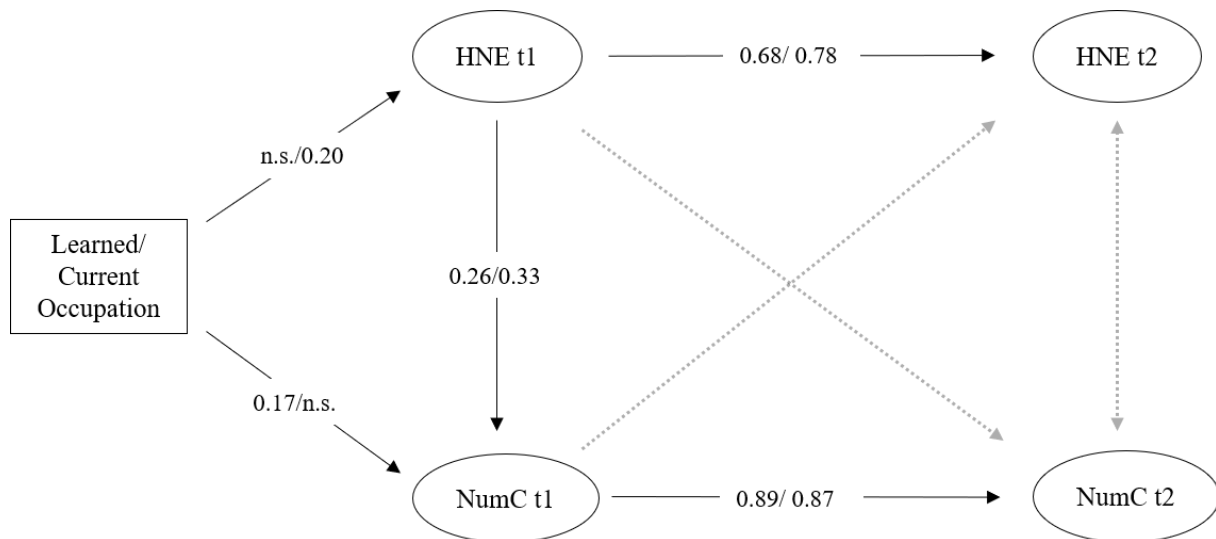 HNE t1
0.68/ 0.78
HNE t2
n.s./0.20
Learned/
Current
Occupation
0.26/0.33
0.17/n.s.
NumC t1
0.89/ 0.87
NumC t2